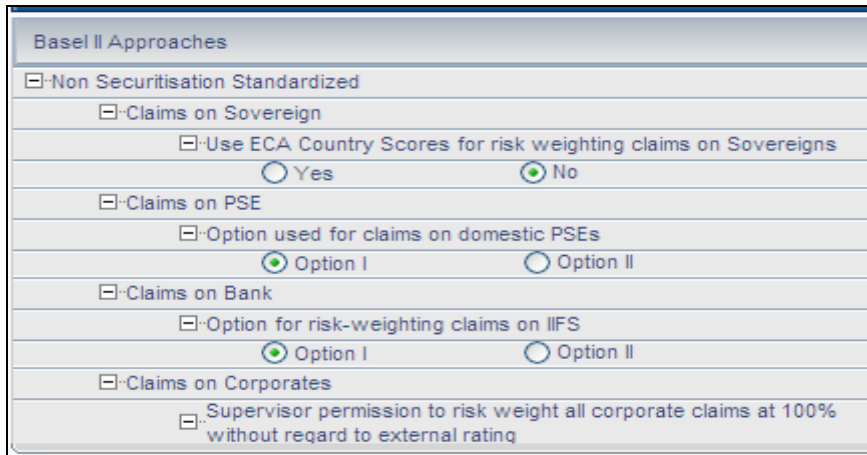 Basel II Approaches
Non Securitisation Standardized
Claims on Sovereign
Use ECA Country Scores for risk weighting claims on Sovereigns
Yes No
Claims on PSE
Option used for claims on domestic PSEs
Option I Option II
Claims on Bank
Option for risk-weighting claims on IIFS
Option I Option II
Claims on Corporates
Supervisor permission to risk weight all corporate claims at 100%
without regard to external rating